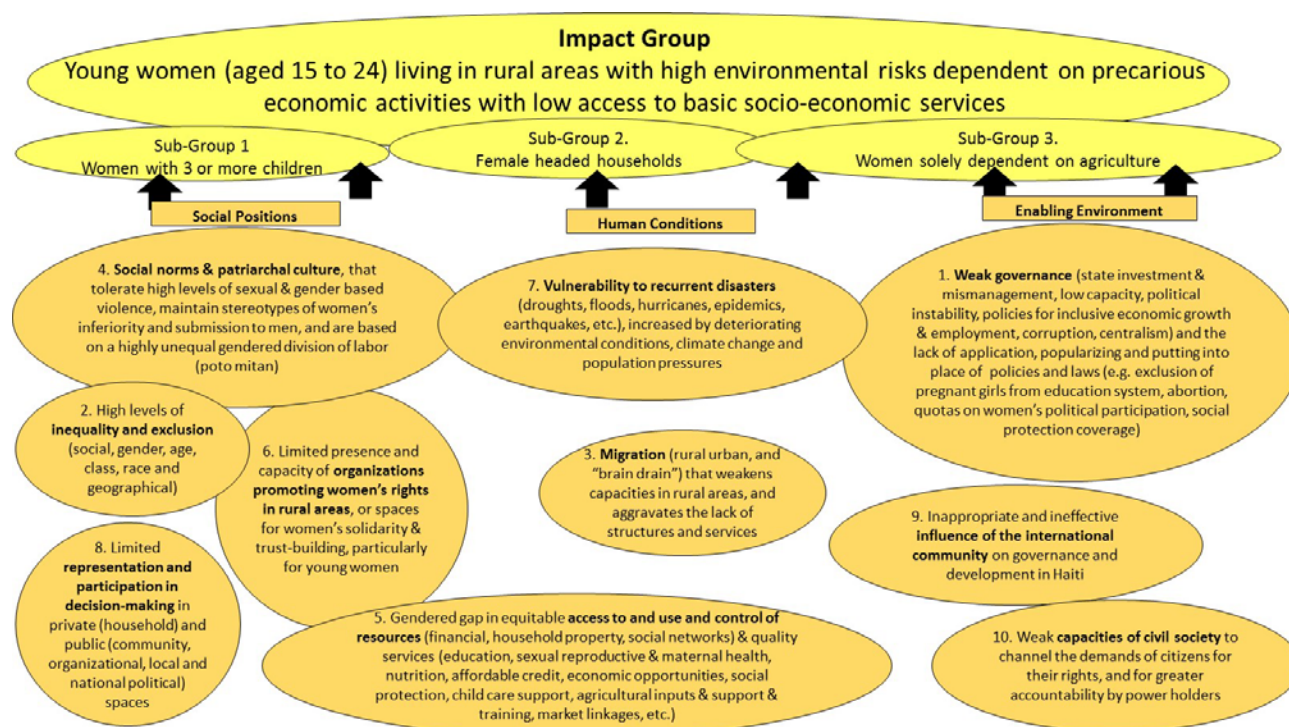 Impact Group
Young women (aged 15 to 24) living in rural areas with high environmental risks dependent on precarious
economic activities with low access to basic socio-economic services
Sub-Group 1
Women with 3 or more children
Sub-Group 2.
Female headed households
Sub-Group 3.
Women solely dependent on agriculture
Social Positions
Human Conditions
Enabling Environment
4. Social norms & patriarchal culture, that
tolerate high levels of sexual & gender based
violence, maintain stereotypes of women's
inferiority and submission to men, and are based
on a highly unequal gendered division of labor
(poto mitan)
7. Vulnerability to recurrent disasters
(droughts, floods, hurricanes, epidemics,
earthquakes, etc.), increased by deteriorating
environmental conditions, climate change and
population pressures
1. Weak governance (state investment &
mismanagement, low capacity, political
instability, policies for inclusive economic growth
& employment, corruption, centralism) and the
lack of application, popularizing and putting into
place of policies and laws (e.g. exclusion of
pregnant girls from education system, abortion,
quotas on women's political participation, social
protection coverage)
2. High levels of
inequality and exclusion
(social, gender, age,
class, race and
geographical)
6. Limited presence and
capacity of organizations
promoting women's rights
in rural areas, or spaces
for women's solidarity &
trust-building, particularly
for young women
3. Migration (rural urban, and
"brain drain") that weakens
capacities in rural areas, and
aggravates the lack of
structures and services
9. Inappropriate and ineffective
influence of the international
community on governance and
development in Haiti
8. Limited
representation and
participation in
decision-making in
private (household) and
public (community,
organizational, local and
national political)
spaces
5. Gendered gap in equitable access to and use and control of
resources (financial, household property, social networks) & quality
services (education, sexual reproductive & maternal health,
nutrition, affordable credit, economic opportunities, social
protection, child care support, agricultural inputs & support &
training, market linkages, etc.)
10. Weak capacities of civil society to
channel the demands of citizens for
their rights, and for greater
accountability by power holders